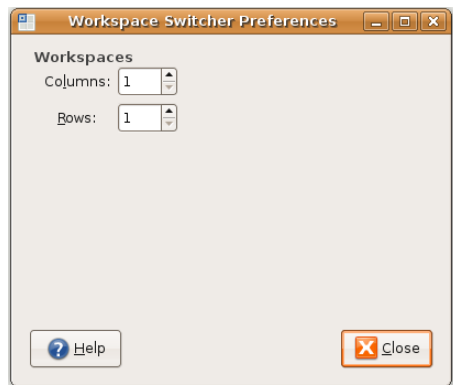 Workspace Switcher Preferences
Workspaces
Columns: 1
Rows: 1
Help
Close